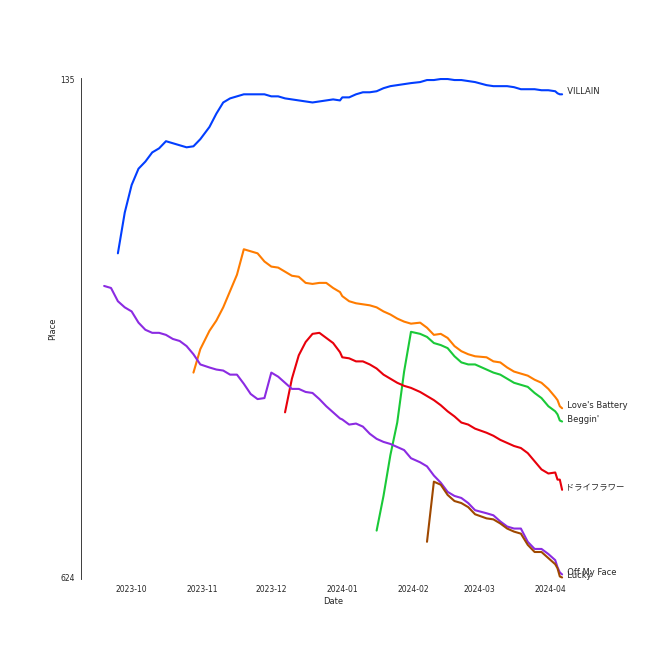 135
VILLAIN
Place
Love's Battery
Beggin'
ドライフラワー
Off My Face
Lucky
624
2023-10 2023-11 2023-12 2024-01 2024-02 2024-03 2024-04
Date